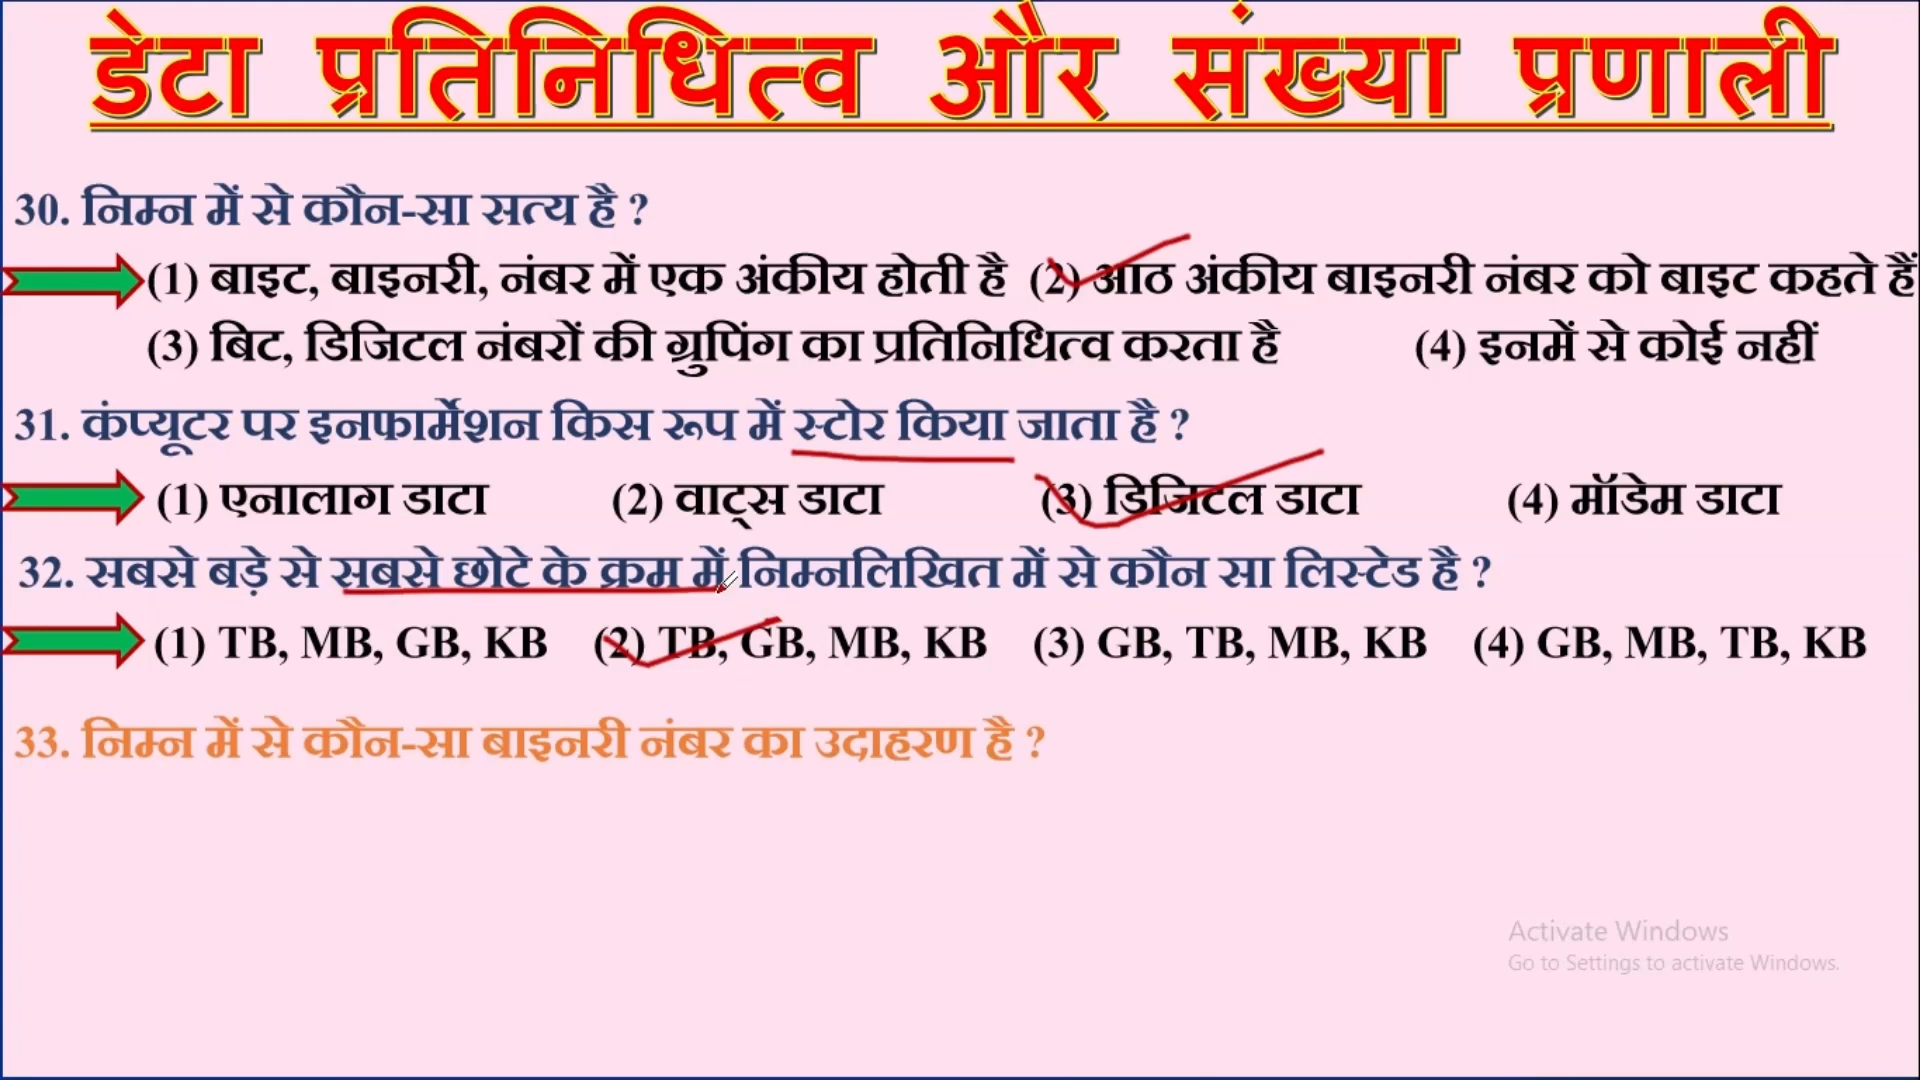 डेटा प्रतिनिधित्व और संख्या प्रणाली
30. निम्न में से कौन-सा सत्य है ?
(1) बाइट, बाइनरी, नंबर में एक अंकीय होती है (2) आठ अंकीय बाइनरी नंबर को बाइट कहते हैं
(3) बिट, डिजिटल नंबरों की ग्रुपिंग का प्रतिनिधित्व करता है (4) इनमें से कोई नहीं
31. कंप्यूटर पर इनफार्मेशन किस रूप में स्टोर किया जाता है ?
(1) एनालाग डाटा (2) वाट्स डाटा (3) डिजिटल डाटा (4) मॉडेम डाटा
32. सबसे बड़े से सबसे छोटे के क्रम में निम्नलिखित में से कौन सा लिस्टेड है ?
(1) TB, MB, GB, KB (2) TB, GB, MB, KB (3) GB, TB, MB, KB (4) GB, MB, TB, KB
33. निम्न में से कौन-सा बाइनरी नंबर का उदाहरण है ?
Activate Windows
Go to Settings to activate Windows.